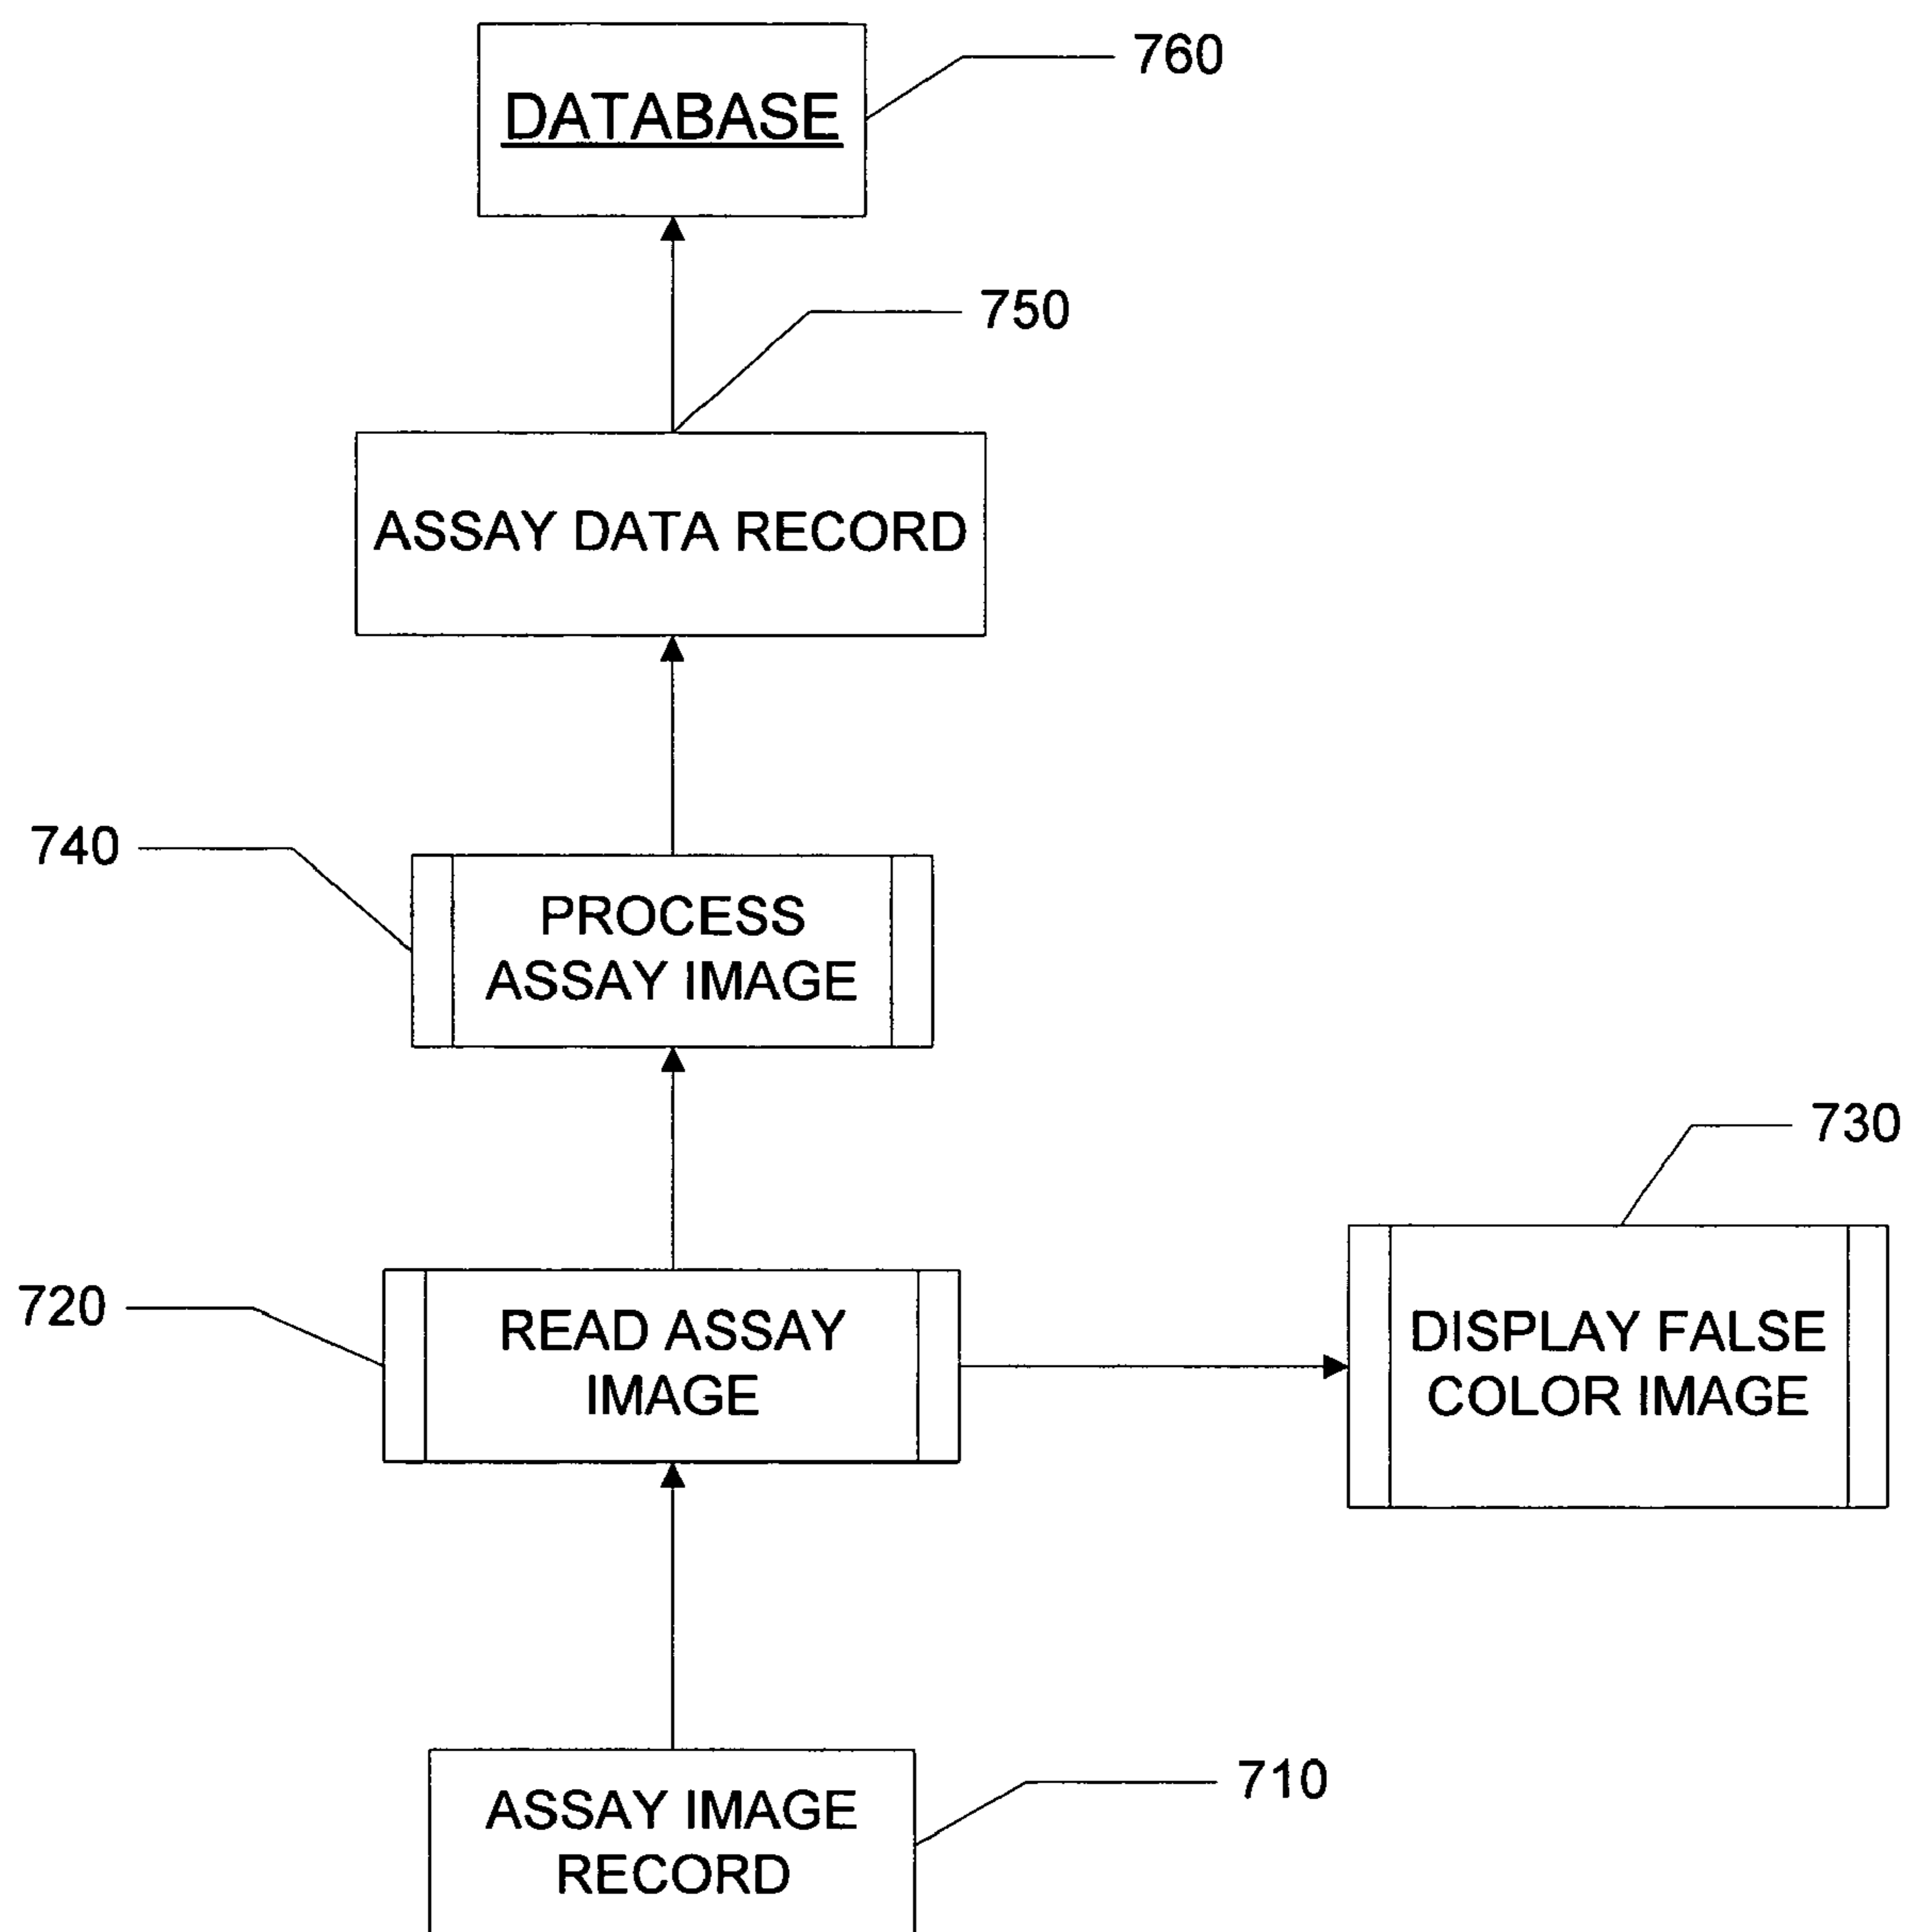 760
DATABASE
750
ASSAY DATA RECORD
740
PROCESS
ASSAY IMAGE
730
720
READ ASSAY
IMAGE
DISPLAY FALSE
COLOR IMAGE
710
ASSAY IMAGE
RECORD